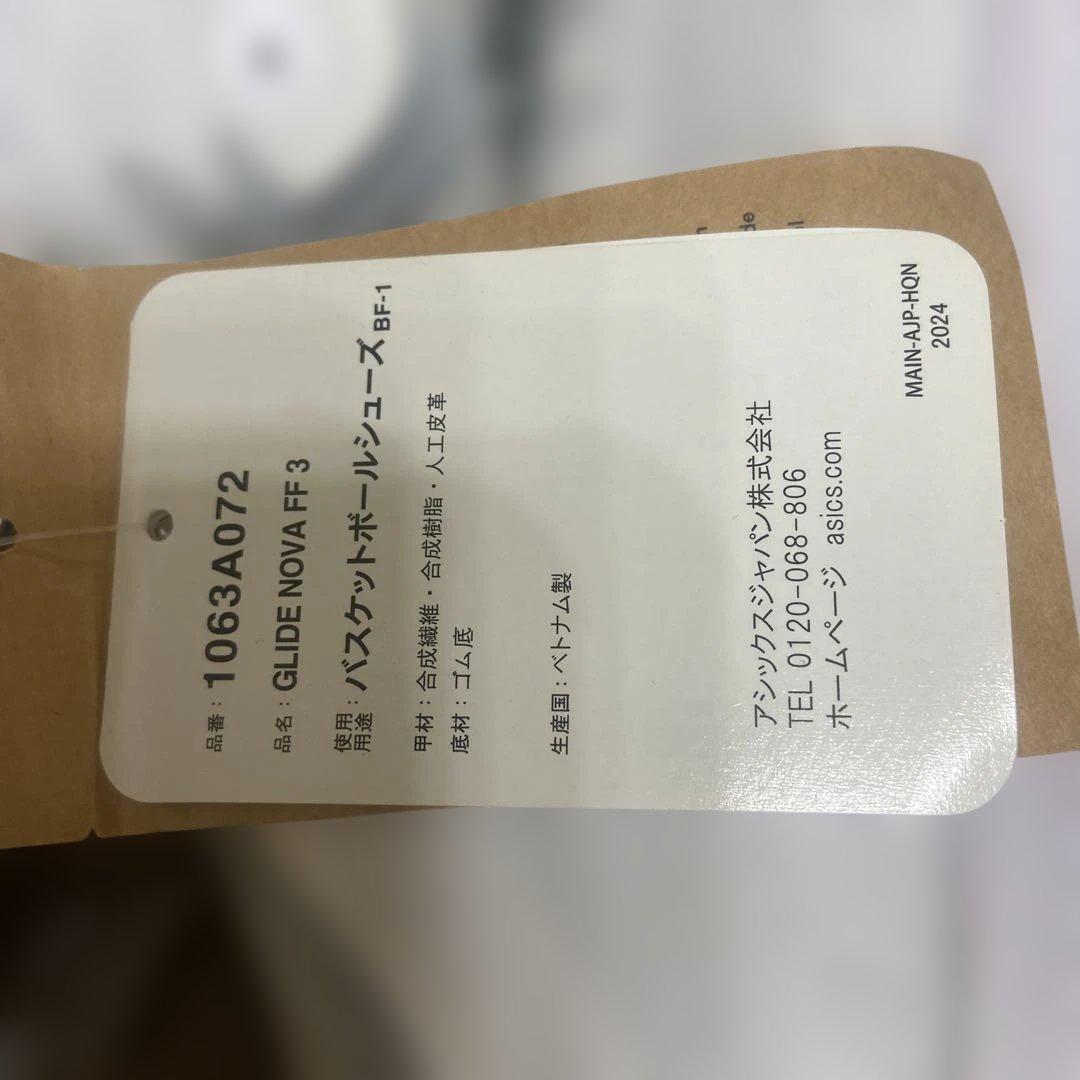 品番：1063A072
品名：GLIDE NOVA FF 3
使用用途：バスケットボールシューズ BF-1
甲材：合成繊維・合成樹脂・人工皮革
底材：ゴム底
生産国：ベトナム製
アシックスジャパン株式会社
TEL 0120-068-806
ホームページ asics.com
MAIN-AJP-HQN
2024